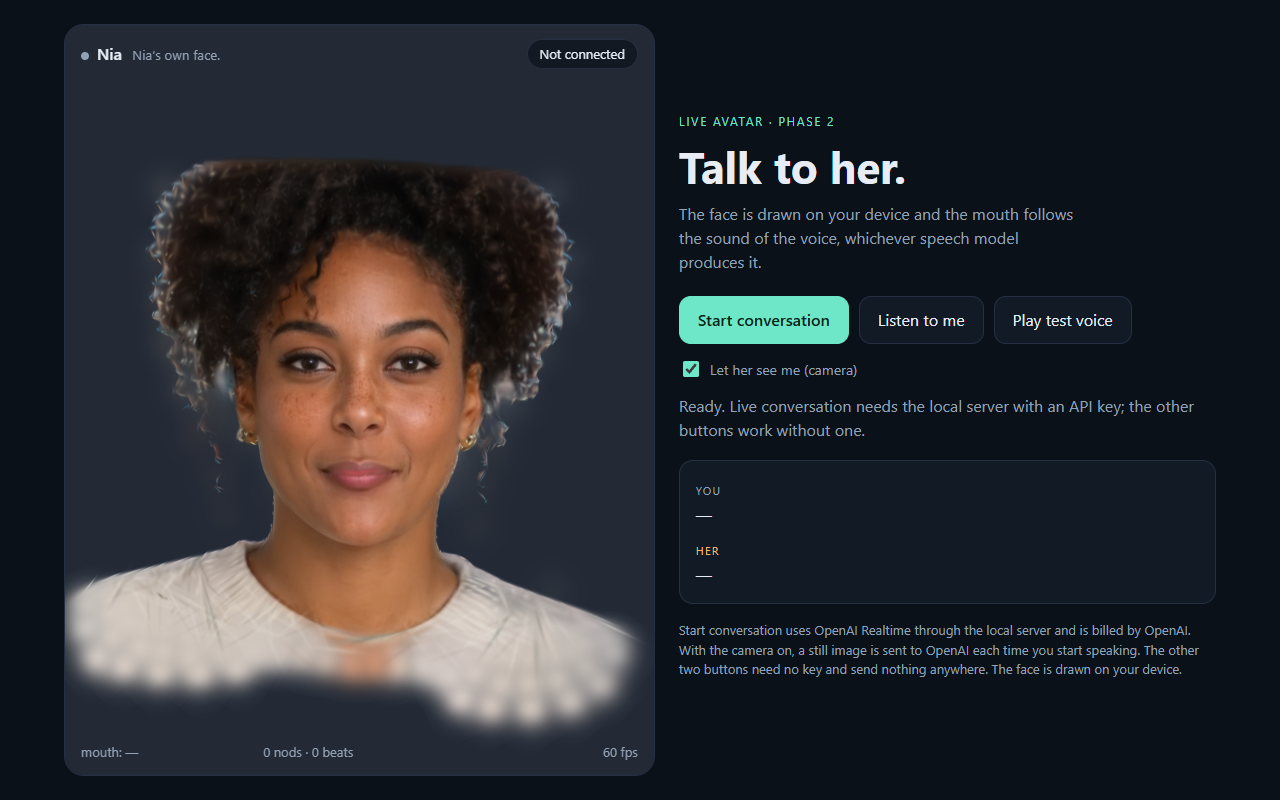 Nia Nia's own face.
Not connected
LIVE AVATAR · PHASE 2
Talk to her.
The face is drawn on your device and the mouth follows
the sound of the voice, whichever speech model
produces it.
Start conversation
Listen to me
Play test voice
Let her see me (camera)
Ready. Live conversation needs the local server with an API key; the other
buttons work without one.
YOU
—
HER
—
Start conversation uses OpenAI Realtime through the local server and is billed by OpenAI.
With the camera on, a still image is sent to OpenAI each time you start speaking. The other
two buttons need no key and send nothing anywhere. The face is drawn on your device.
mouth: —
0 nods · 0 beats
60 fps